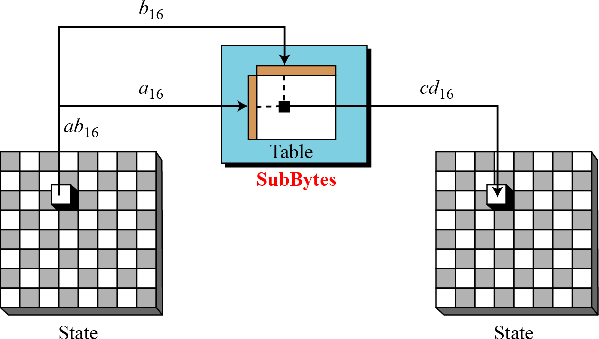 b₁₆
a₁₆
cd₁₆
ab₁₆
Table
SubBytes
State
State